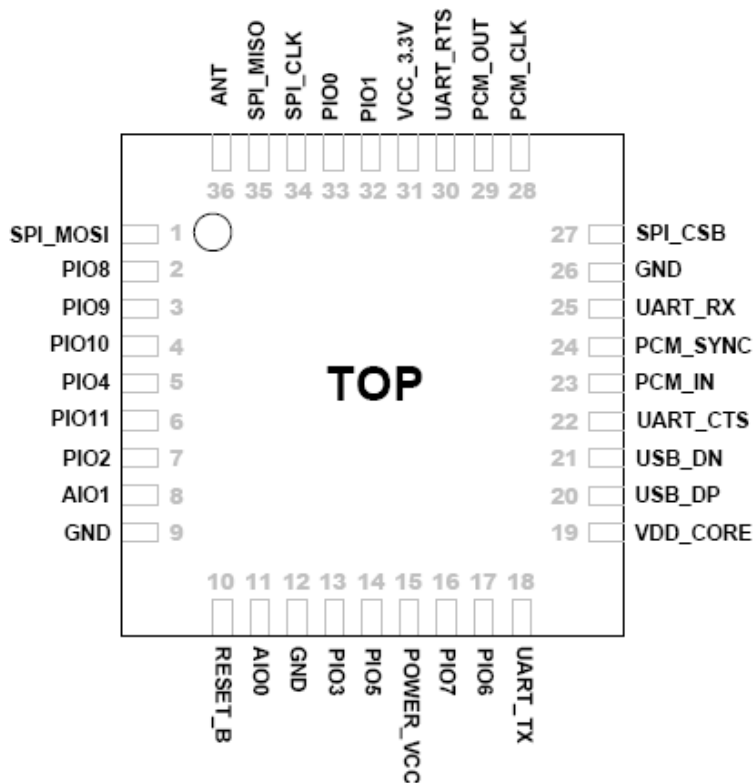 ANT
SPI_MISO
SPI_CLK
PIO0
PIO1
VCC_3.3V
UART_RTS
PCM_OUT
PCM_CLK
36 35 34 33 32 31 30 29 28
SPI_MOSI 1
PIO8 2
PIO9 3
PIO10 4
PIO4 5
PIO11 6
PIO2 7
AIO1 8
GND 9
TOP
27 SPI_CSB
26 GND
25 UART_RX
24 PCM_SYNC
23 PCM_IN
22 UART_CTS
21 USB_DN
20 USB_DP
19 VDD_CORE
10 11 12 13 14 15 16 17 18
RESET_B
AIO0
GND
PIO3
PIO5
POWER_VCC
PIO7
PIO6
UART_TX